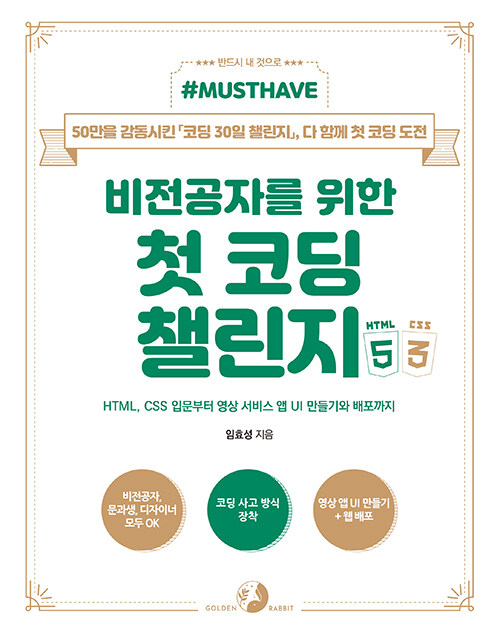 ★★★ 반드시 내 것으로 ★★★
#MUSTHAVE
50만을 감동시킨 「코딩 30일 챌린지」, 다 함께 첫 코딩 도전
비전공자를 위한
첫 코딩
챌린지
HTML CSS
5 3
HTML, CSS 입문부터 영상 서비스 앱 UI 만들기와 배포까지
임효성 지음
비전공자,
문과생, 디자이너
모두 OK
코딩 사고 방식
장착
영상 앱 UI 만들기
+ 웹 배포
GOLDEN RABBIT